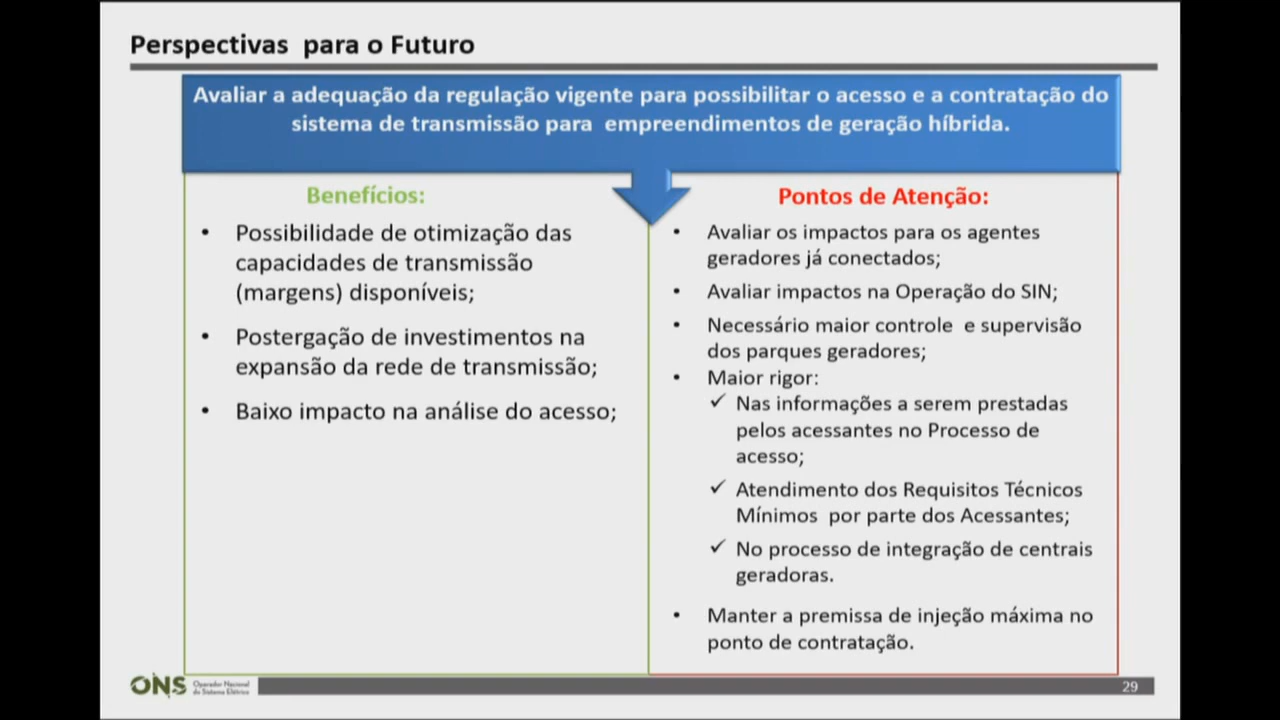 Perspectivas para o Futuro
Avaliar a adequação da regulação vigente para possibilitar o acesso e a contratação do
sistema de transmissão para empreendimentos de geração híbrida.
Benefícios:
• Possibilidade de otimização das
capacidades de transmissão
(margens) disponíveis;
• Postergação de investimentos na
expansão da rede de transmissão;
• Baixo impacto na análise do acesso;
Pontos de Atenção:
• Avaliar os impactos para os agentes
geradores já conectados;
• Avaliar impactos na Operação do SIN;
• Necessário maior controle e supervisão
dos parques geradores;
• Maior rigor:
✓ Nas informações a serem prestadas
pelos acessantes no Processo de
acesso;
✓ Atendimento dos Requisitos Técnicos
Mínimos por parte dos Acessantes;
✓ No processo de integração de centrais
geradoras.
• Manter a premissa de injeção máxima no
ponto de contratação.
ONS
Operador Nacional
do Sistema Elétrico
29